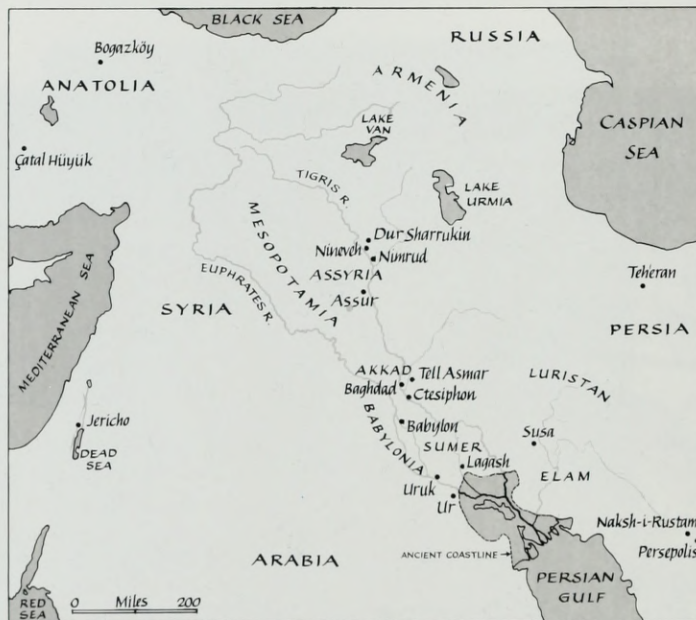 BLACK SEA
RUSSIA
Bogazköy
ANATOLIA
ARMENIA
CASPIAN
SEA
LAKE
VAN
Çatal Hüyük
TIGRIS R.
LAKE
URMIA
MESOPOTAMIA
Dur Sharrukin
Nineveh
Nimrud
MEDITERRANEAN SEA
EUPHRATES R.
ASSYRIA
Teheran
SYRIA
Assur
PERSIA
AKKAD
Tell Asmar
LURISTAN
Baghdad
Ctesiphon
Jericho
BABYLONIA
Babylon
Susa
DEAD
SEA
SUMER
Lagash
ELAM
Uruk
Ur
Naksh-i-Rustam
Persepolis
ARABIA
ANCIENT COASTLINE
PERSIAN
GULF
RED
SEA
0 Miles 200